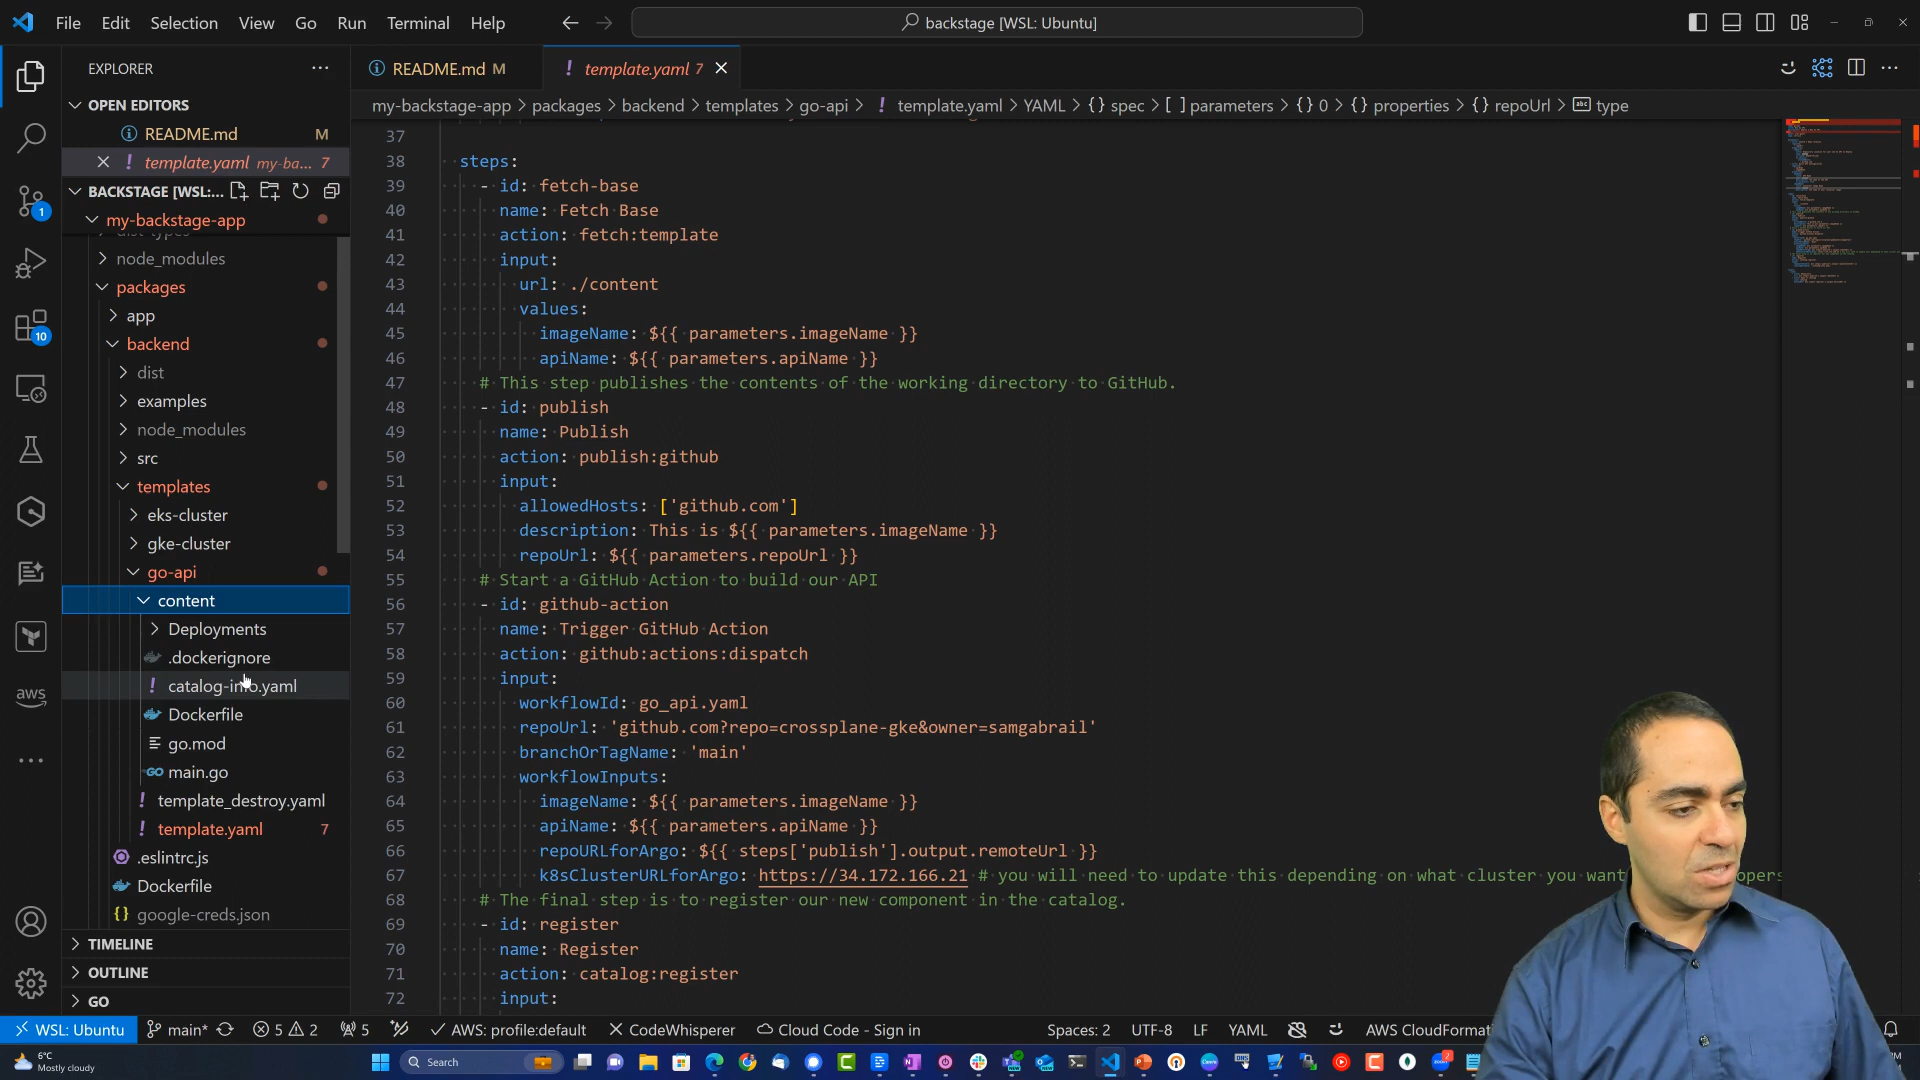 File Edit Selection View Go Run Terminal Help
backstage [WSL: Ubuntu]
EXPLORER
OPEN EDITORS
README.md M
template.yaml my-ba... 7
BACKSTAGE [WSL:...
my-backstage-app
node_modules
packages
app
backend
dist
examples
node_modules
src
templates
eks-cluster
gke-cluster
go-api
content
Deployments
.dockerignore
catalog-info.yaml
Dockerfile
go.mod
main.go
template_destroy.yaml
template.yaml 7
.eslintrc.js
Dockerfile
google-creds.json
TIMELINE
OUTLINE
GO
1
10
aws
README.md M
template.yaml 7
my-backstage-app > packages > backend > templates > go-api > ! template.yaml > YAML > {} spec > [ ] parameters > {} 0 > {} properties > {} repoUrl > abc type
37
38 steps:
39 - id: fetch-base
40 name: Fetch Base
41 action: fetch:template
42 input:
43 url: ./content
44 values:
45 imageName: ${{ parameters.imageName }}
46 apiName: ${{ parameters.apiName }}
47 # This step publishes the contents of the working directory to GitHub.
48 - id: publish
49 name: Publish
50 action: publish:github
51 input:
52 allowedHosts: ['github.com']
53 description: This is ${{ parameters.imageName }}
54 repoUrl: ${{ parameters.repoUrl }}
55 # Start a GitHub Action to build our API
56 - id: github-action
57 name: Trigger GitHub Action
58 action: github:actions:dispatch
59 input:
60 workflowId: go_api.yaml
61 repoUrl: 'github.com?repo=crossplane-gke&owner=samgabrail'
62 branchOrTagName: 'main'
63 workflowInputs:
64 imageName: ${{ parameters.imageName }}
65 apiName: ${{ parameters.apiName }}
66 repoURLforArgo: ${{ steps['publish'].output.remoteUrl }}
67 k8sClusterURLforArgo: https://34.172.166.21 # you will need to update this depending on what cluster you want
68 # The final step is to register our new component in the catalog.
69 - id: register
70 name: Register
71 action: catalog:register
72 input:
WSL: Ubuntu main* 5 2 5 AWS: profile:default CodeWhisperer Cloud Code - Sign in Spaces: 2 UTF-8 LF YAML AWS CloudFormati
6°C
Mostly cloudy
Search